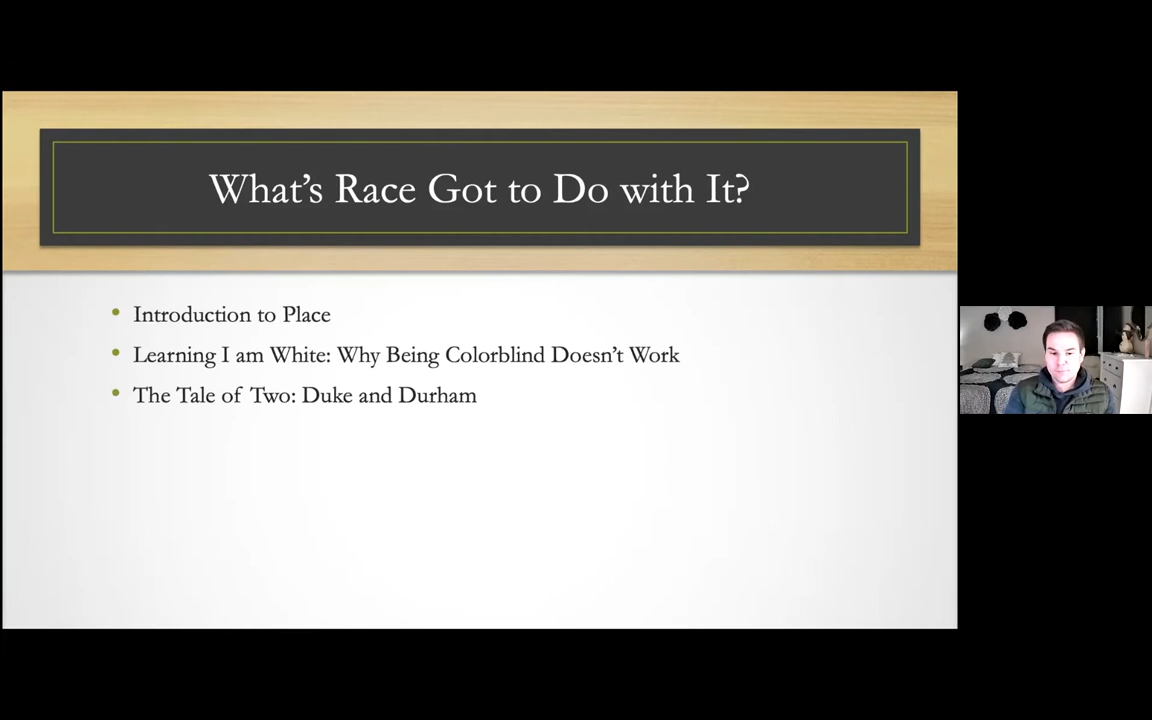 What’s Race Got to Do with It?
Introduction to Place
Learning I am White: Why Being Colorblind Doesn’t Work
The Tale of Two: Duke and Durham